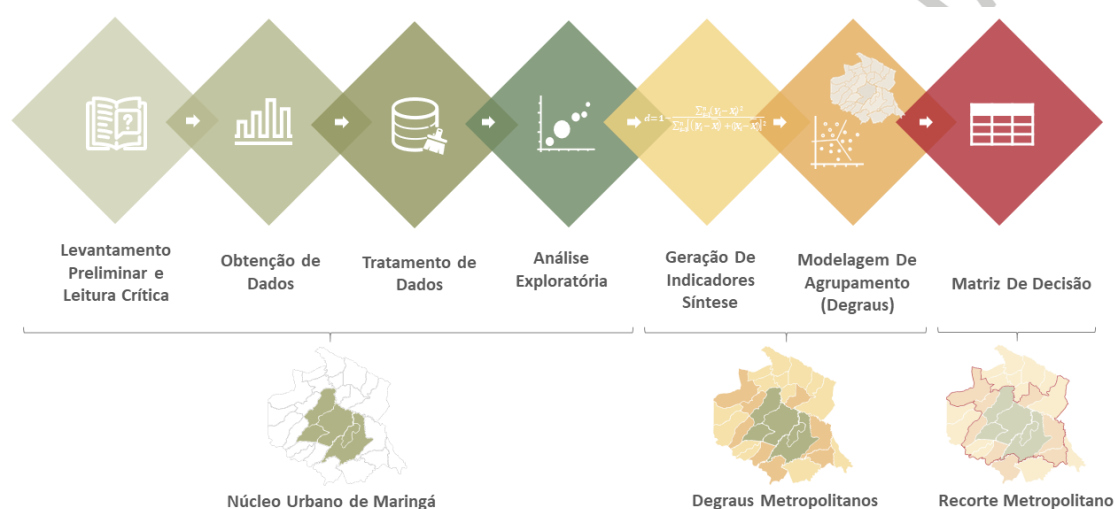 Levantamento
Preliminar e
Leitura Crítica
Obtenção de
Dados
Tratamento de
Dados
Análise
Exploratória
Geração De
Indicadores
Síntese
Modelagem De
Agrupamento
(Degraus)
Matriz De Decisão
Núcleo Urbano de Maringá
Degraus Metropolitanos
Recorte Metropolitano